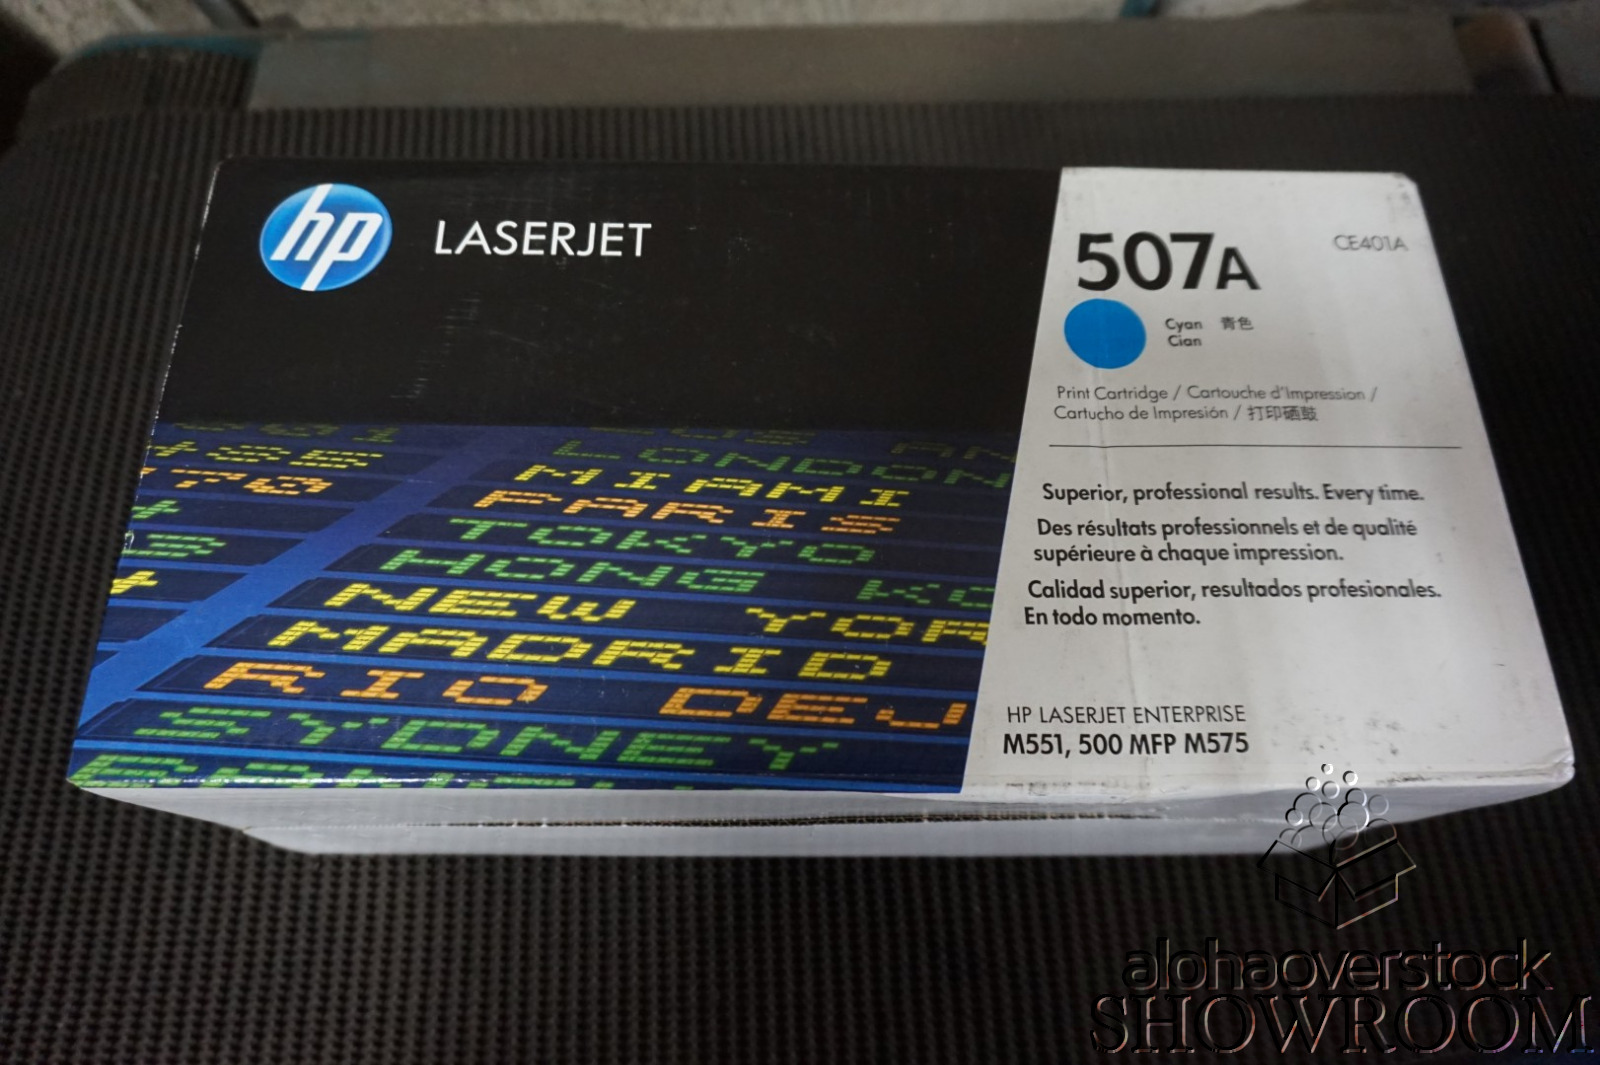 hp
LASERJET
507A
CE401A
Cyan 青色
Cian
Print Cartridge / Cartouche d'Impression /
Cartucho de Impresión / 打印硒鼓
Superior, professional results. Every time.
Des résultats professionnels et de qualité
supérieure à chaque impression.
Calidad superior, resultados profesionales.
En todo momento.
HP LASERJET ENTERPRISE
M551, 500 MFP M575
LONDON
MIAMI
PARIS
TOKYO
HONG KO
NEW YOR
MADRID
RIO DEJ
SYDNEY
alohaoverstock
SHOWROOM